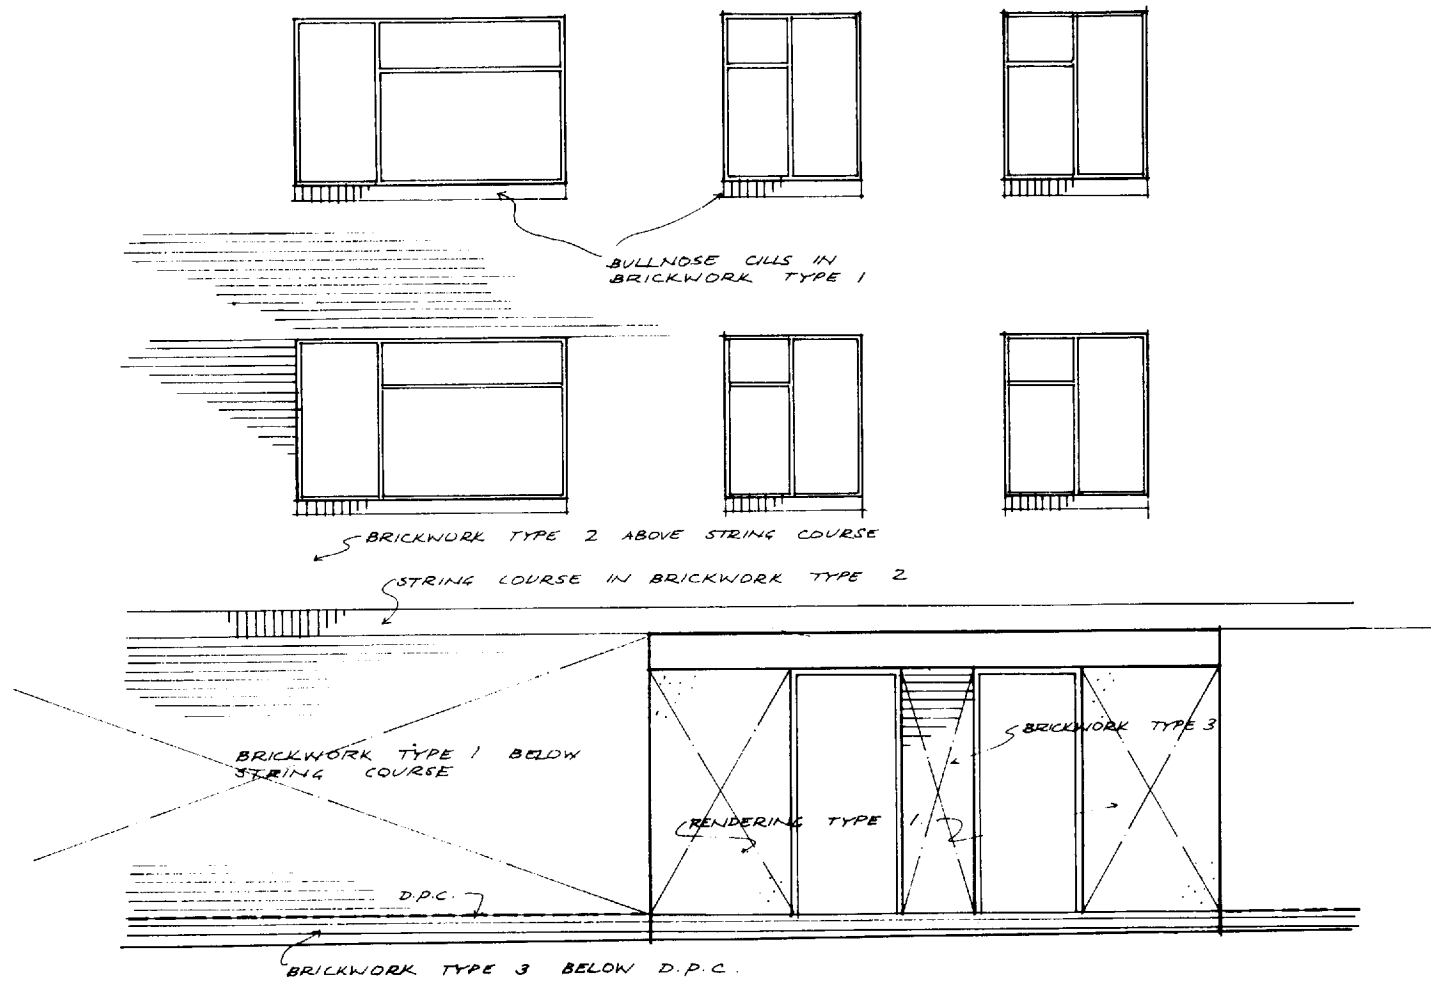 BULLNOSE CILLS IN
BRICKWORK TYPE 1
BRICKWORK TYPE 2 ABOVE STRING COURSE
STRING COURSE IN BRICKWORK TYPE 2
BRICKWORK TYPE 3
BRICKWORK TYPE 1 BELOW
STRING COURSE
RENDERING TYPE 1.
D.P.C.
BRICKWORK TYPE 3 BELOW D.P.C.